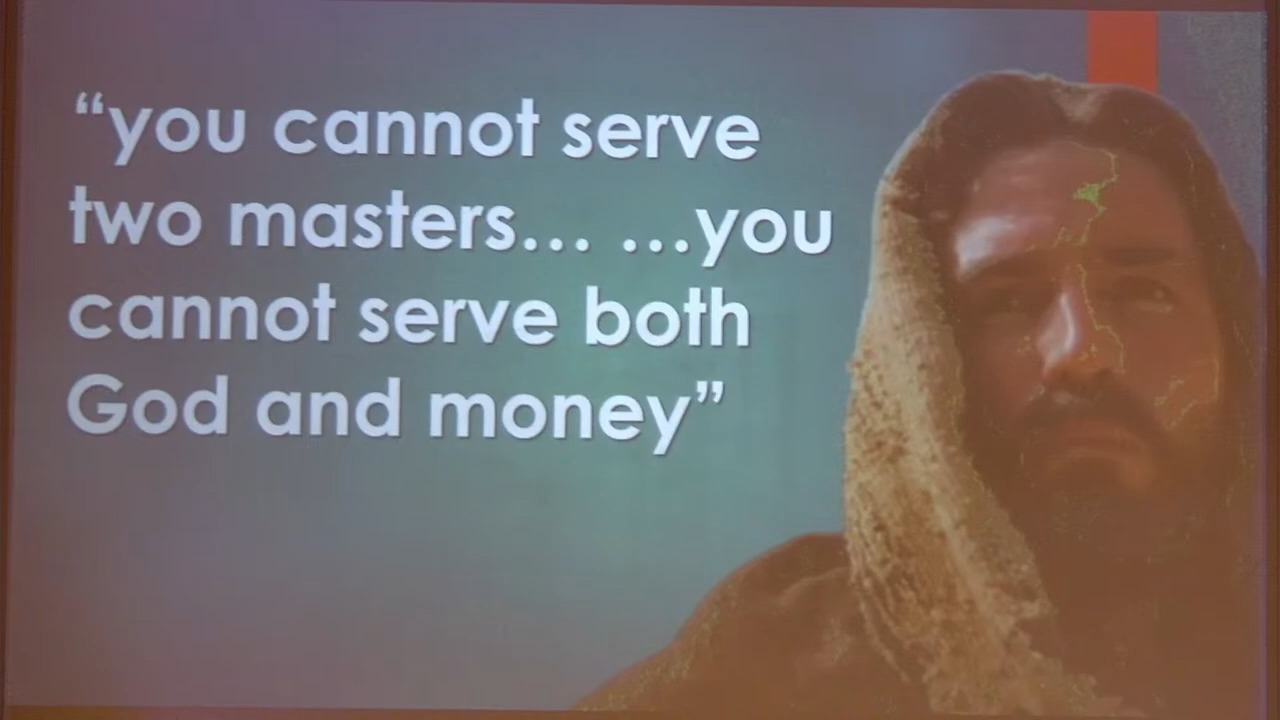 “you cannot serve
two masters... ...you
cannot serve both
God and money”